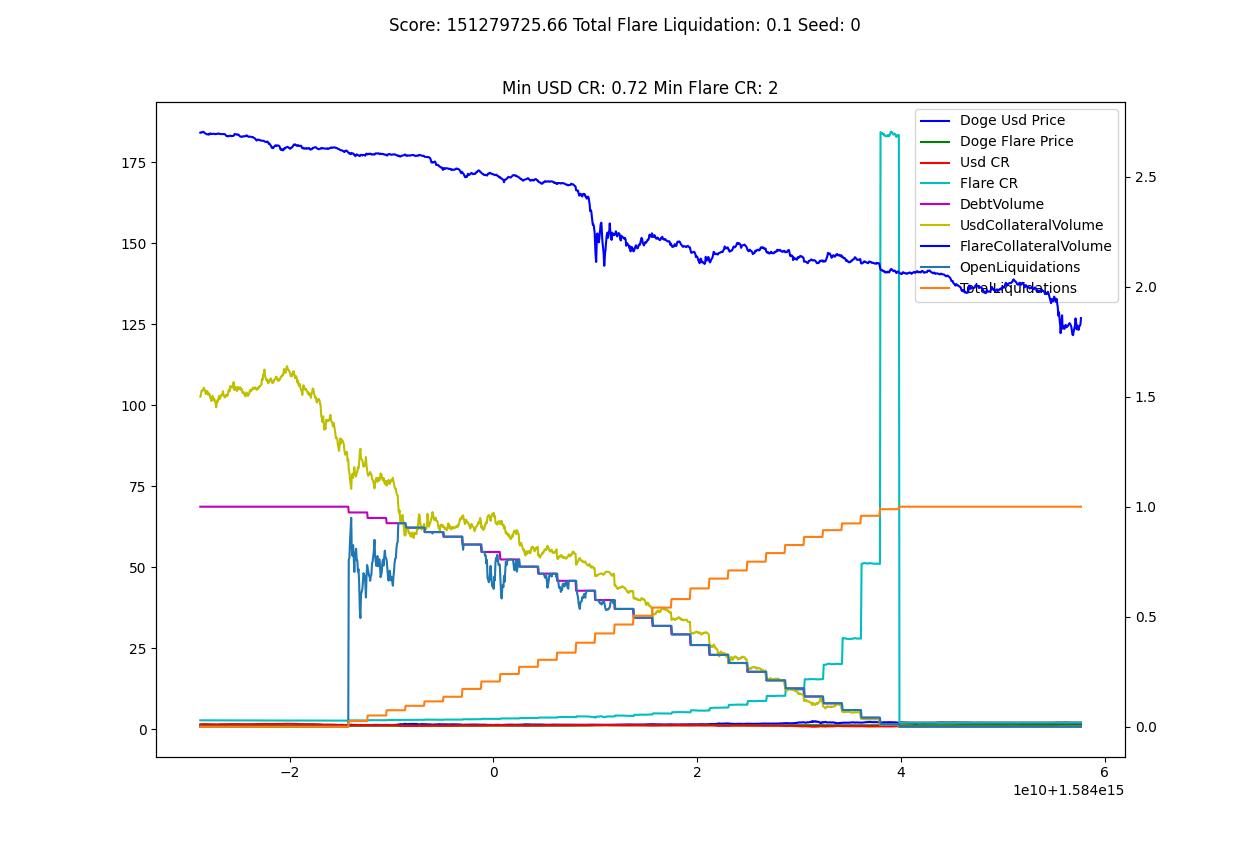 Score: 151279725.66 Total Flare Liquidation: 0.1 Seed: 0
Min USD CR: 0.72 Min Flare CR: 2
Doge Usd Price
Doge Flare Price
Usd CR
Flare CR
DebtVolume
UsdCollateralVolume
FlareCollateralVolume
OpenLiquidations
TotalLiquidations
175
150
125
100
75
50
25
0
2.5
2.0
1.5
1.0
0.5
0.0
−2
0
2
4
6
1e10+1.584e15